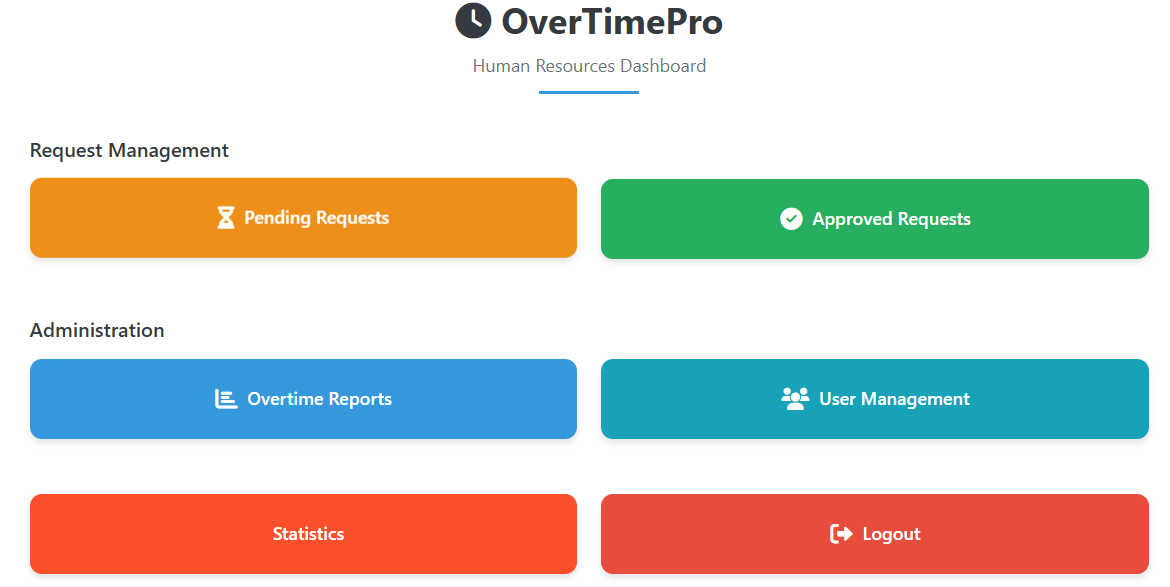 OverTimePro
Human Resources Dashboard
Request Management
Pending Requests
Approved Requests
Administration
Overtime Reports
User Management
Statistics
Logout